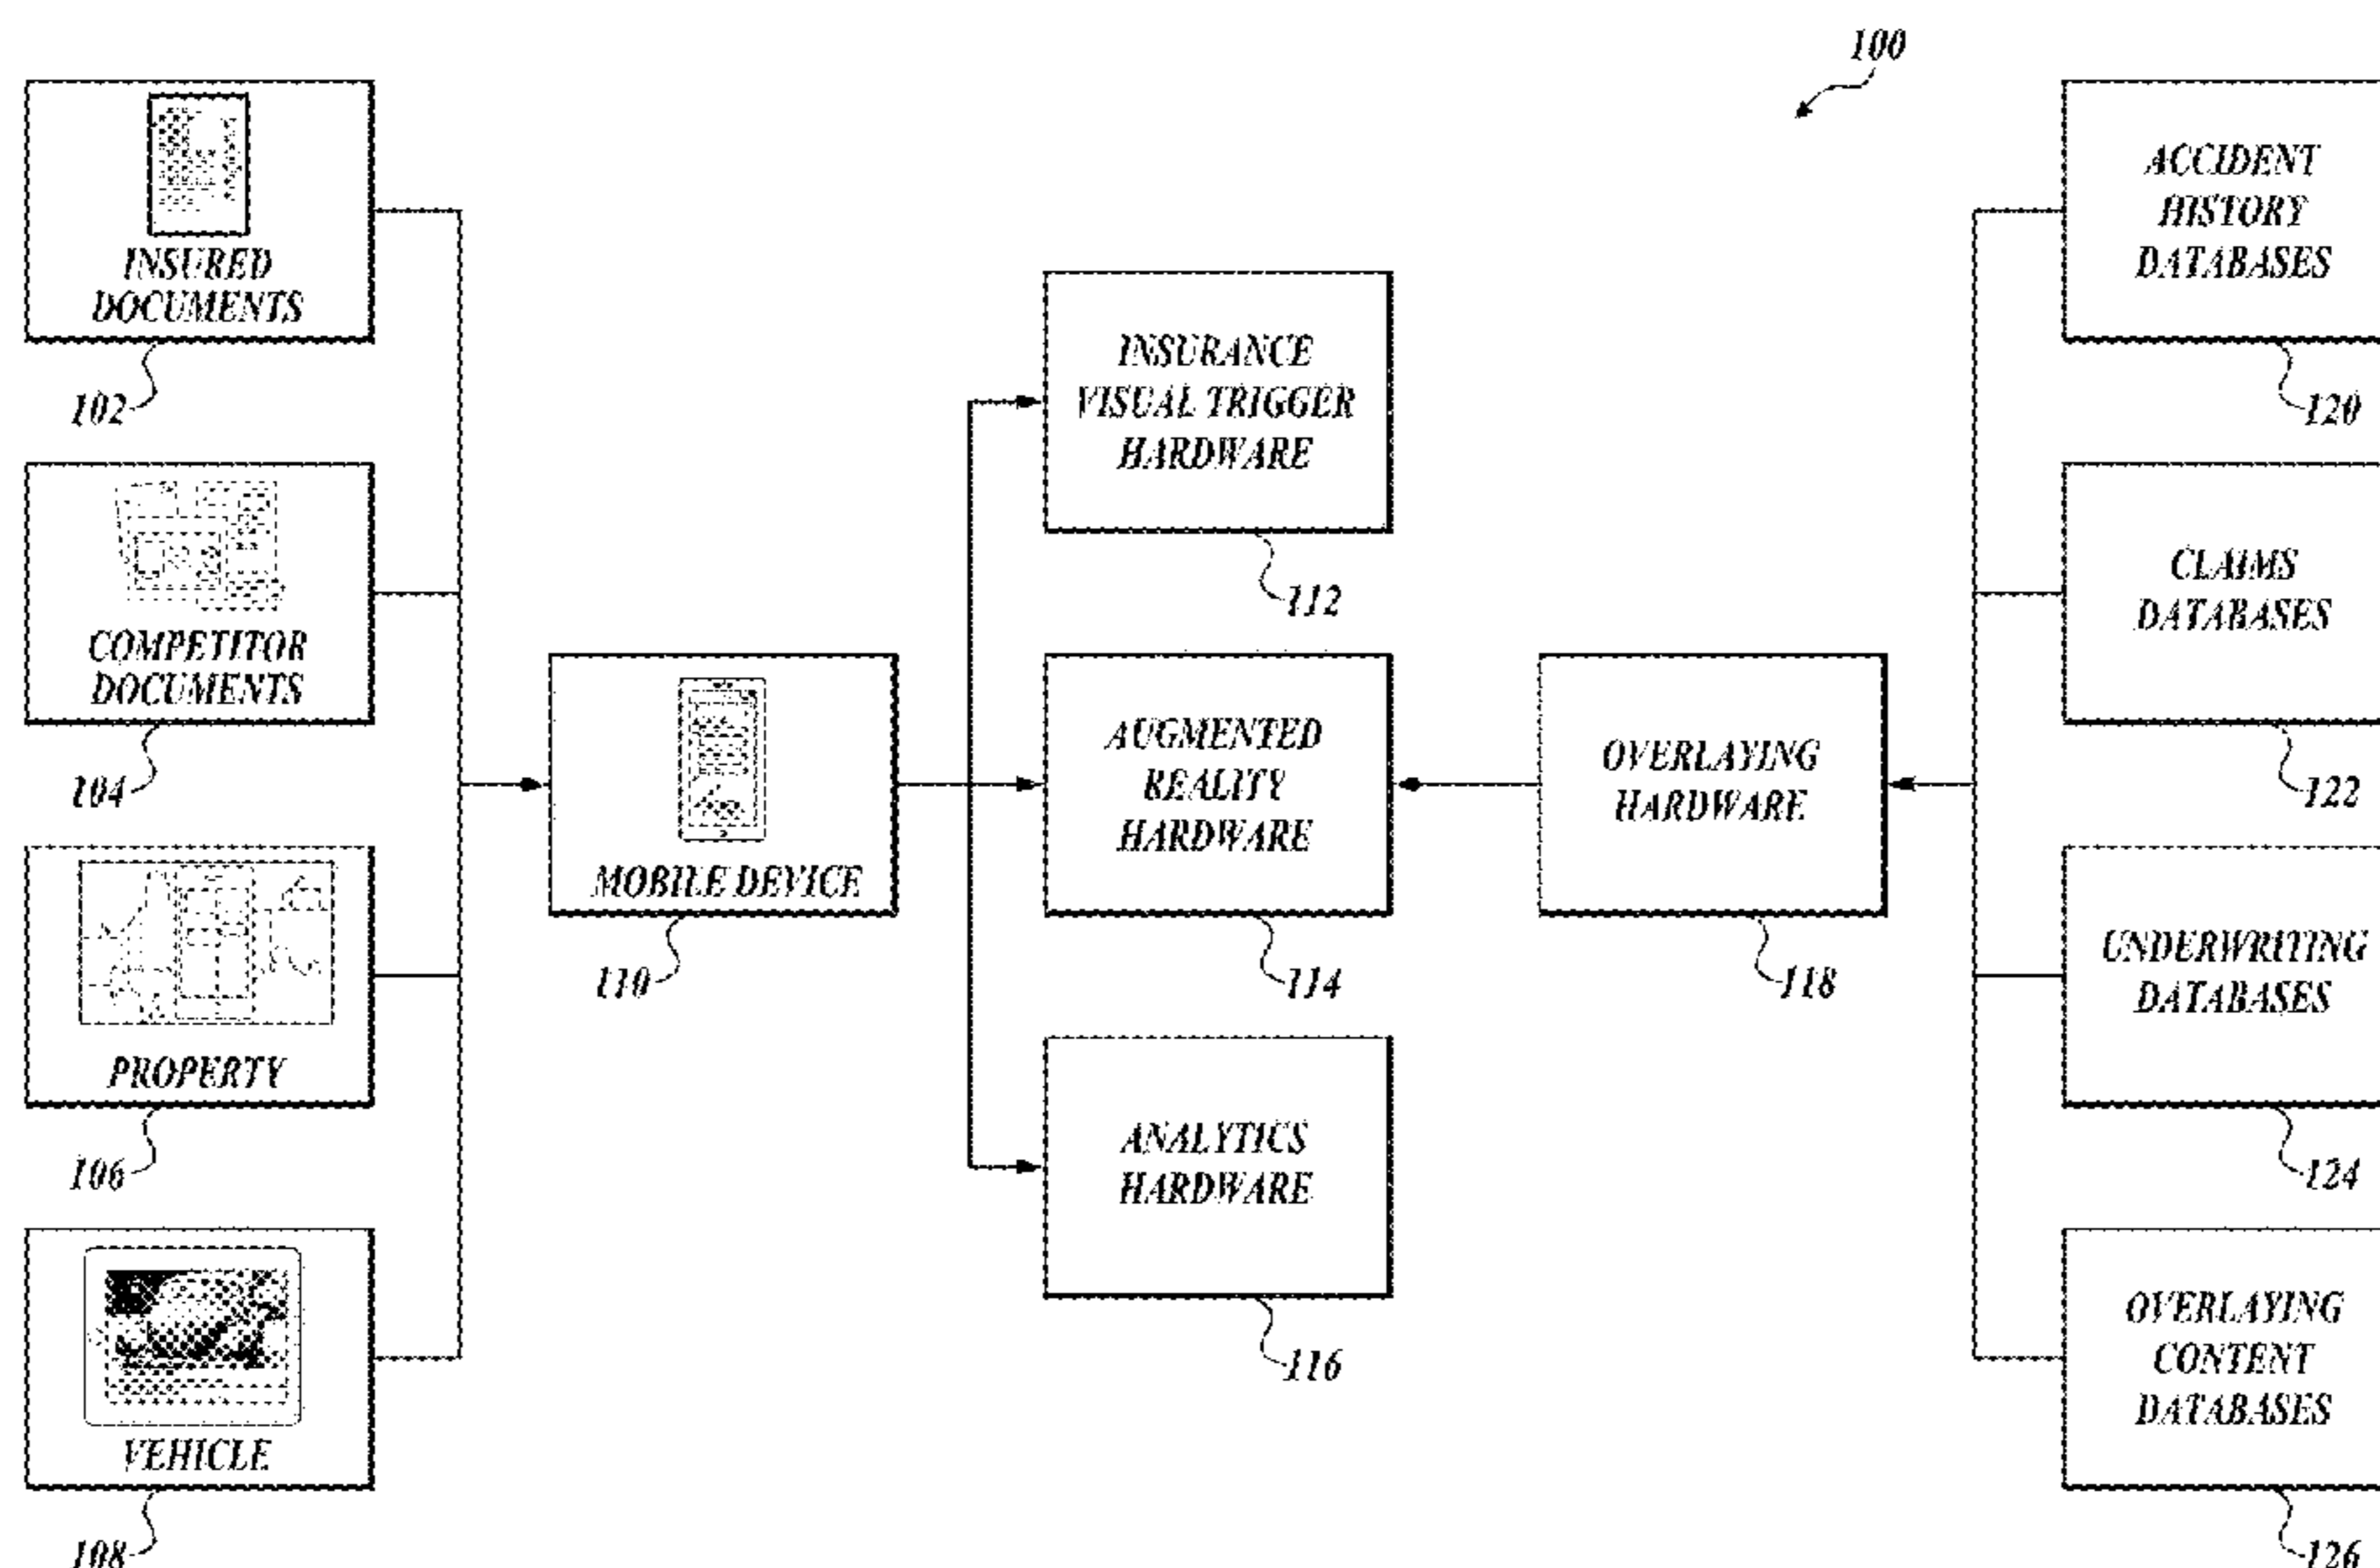 100
INSURED
DOCUMENTS
102
COMPETITOR
DOCUMENTS
104
PROPERTY
106
VEHICLE
108
MOBILE DEVICE
110
INSURANCE
VISUAL TRIGGER
HARDWARE
112
AUGMENTED
REALITY
HARDWARE
114
ANALYTICS
HARDWARE
116
OVERLAYING
HARDWARE
118
ACCIDENT
HISTORY
DATABASES
120
CLAIMS
DATABASES
122
UNDERWRITING
DATABASES
124
OVERLAYING
CONTENT
DATABASES
126